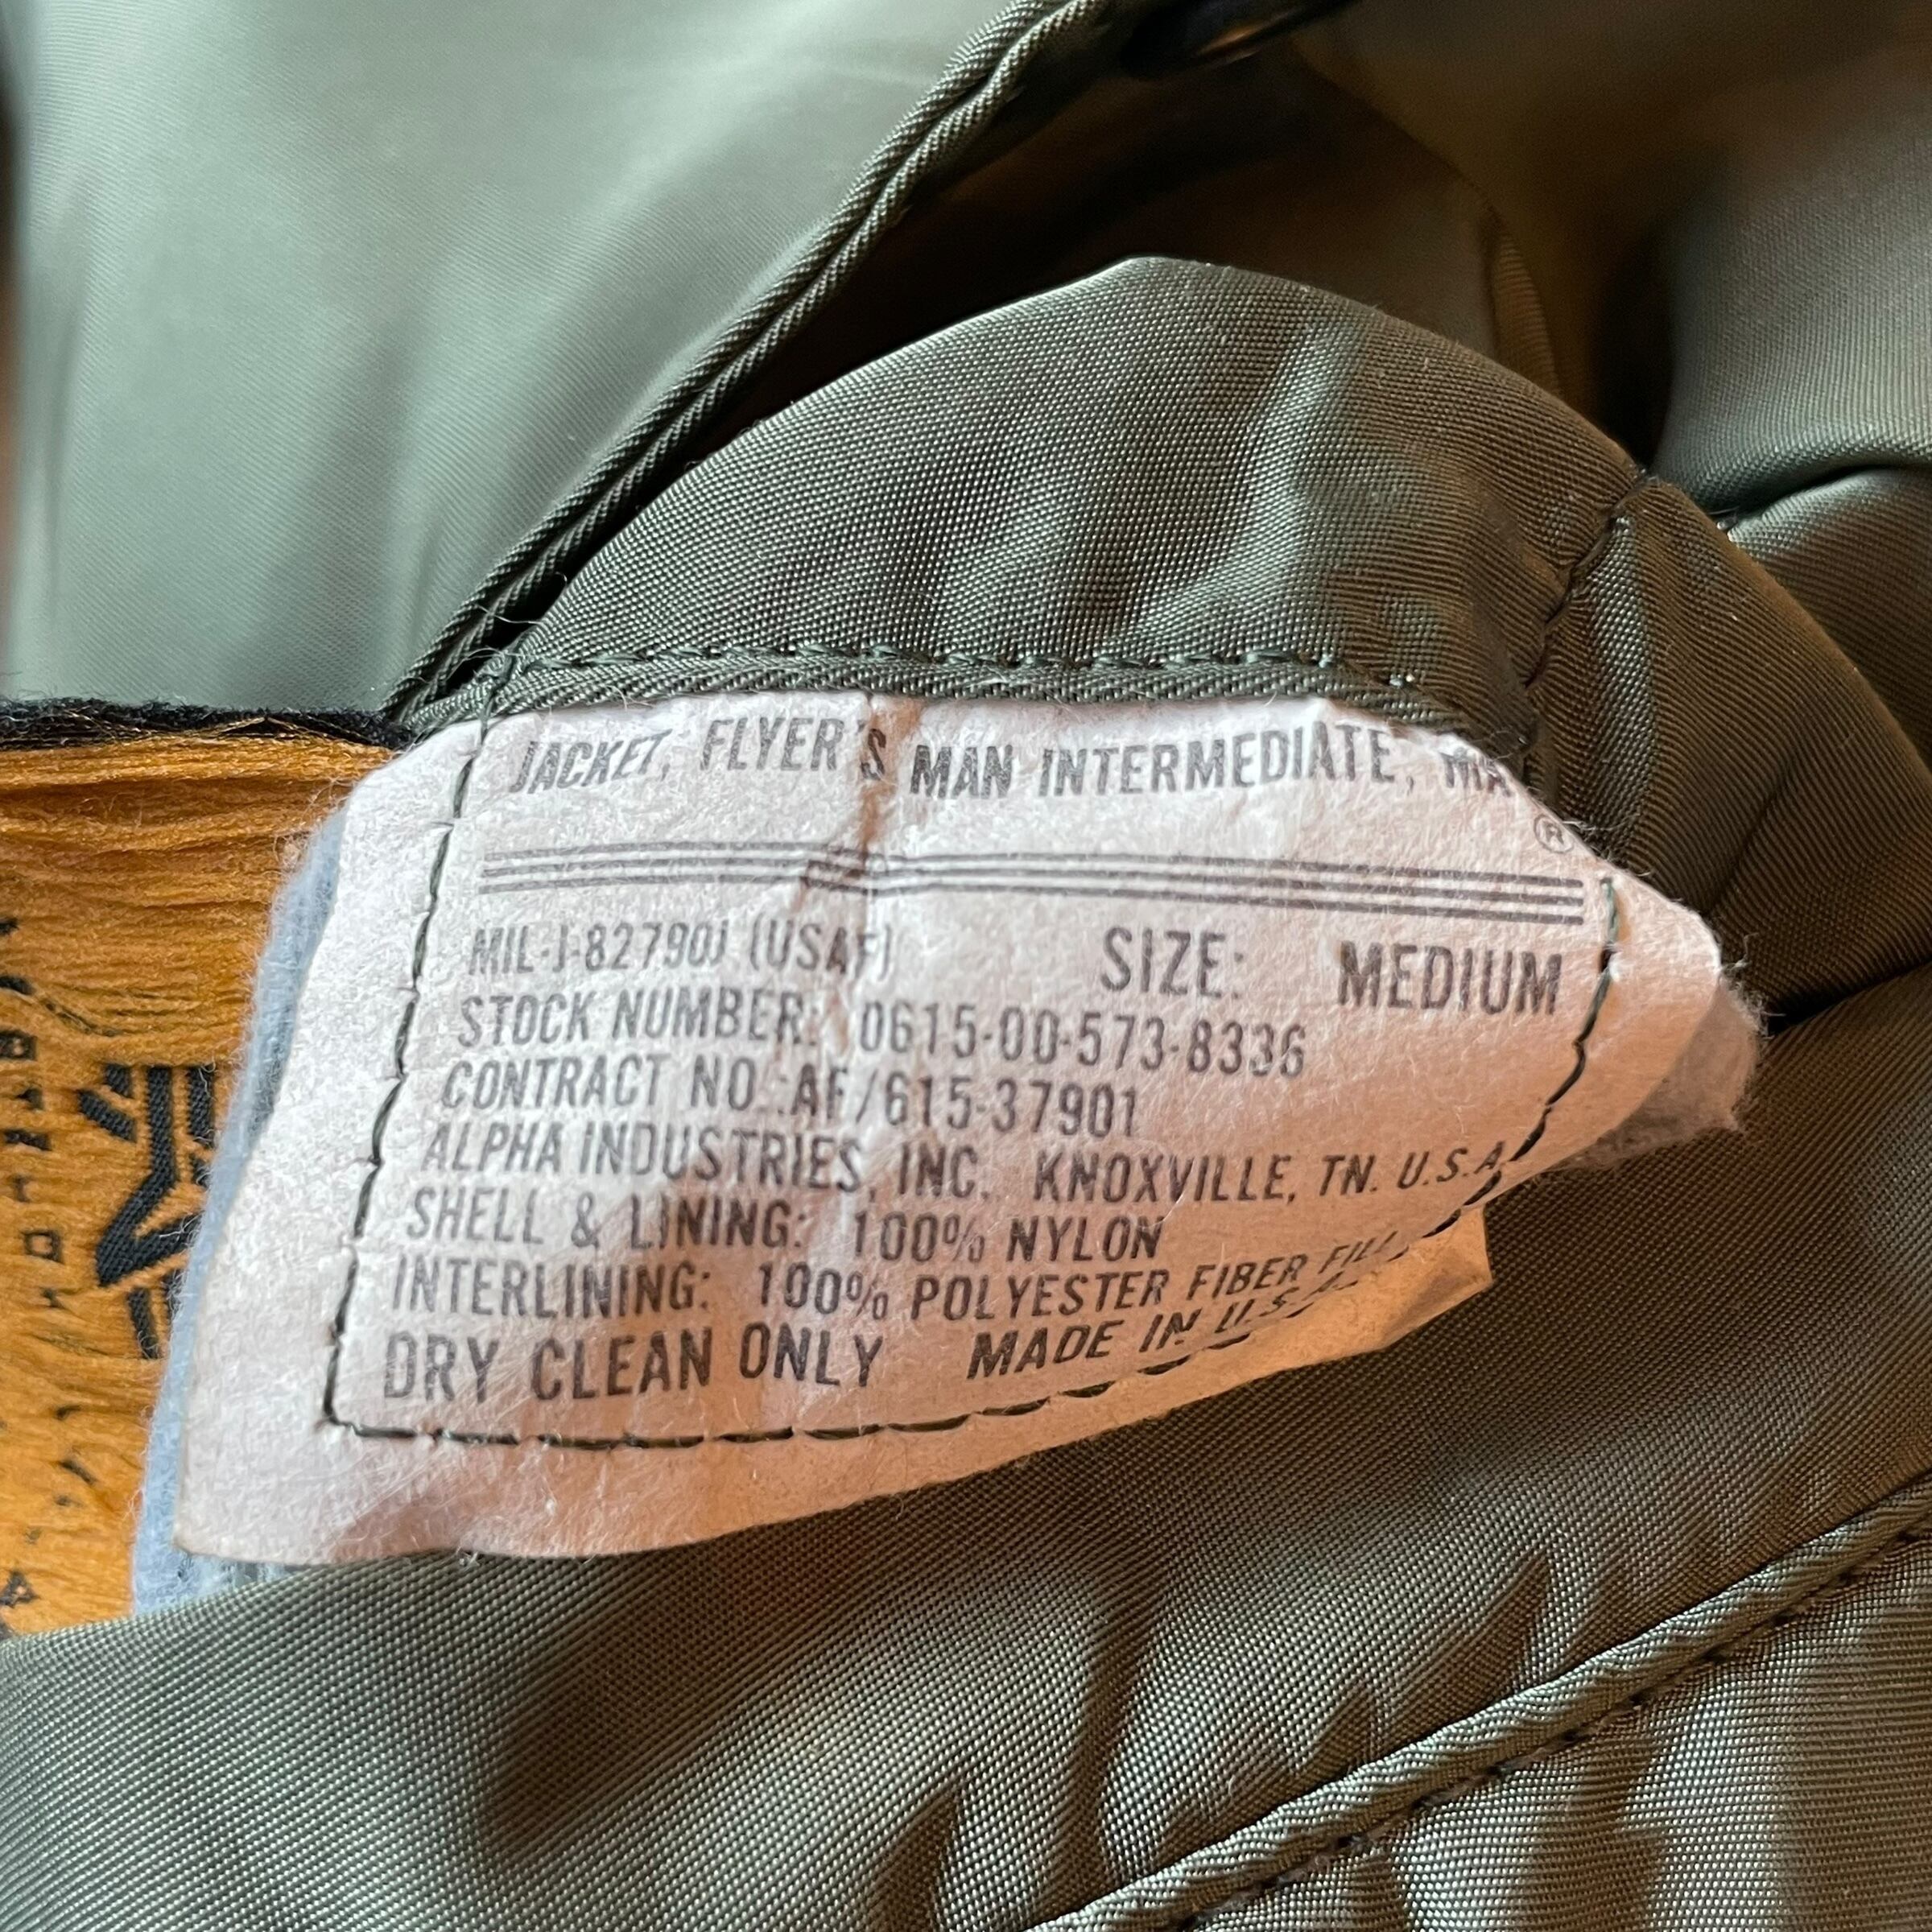 JACKET, FLYER'S MAN INTERMEDIATE, MA
®
MIL-J-82790J (USAF) SIZE: MEDIUM
STOCK NUMBER: 0615-00-573-8336
CONTRACT NO.:AF/615-37901
ALPHA INDUSTRIES, INC. KNOXVILLE, TN. U.S.A.
SHELL & LINING: 100% NYLON
INTERLINING: 100% POLYESTER FIBER FILL
DRY CLEAN ONLY MADE IN U.S.A.